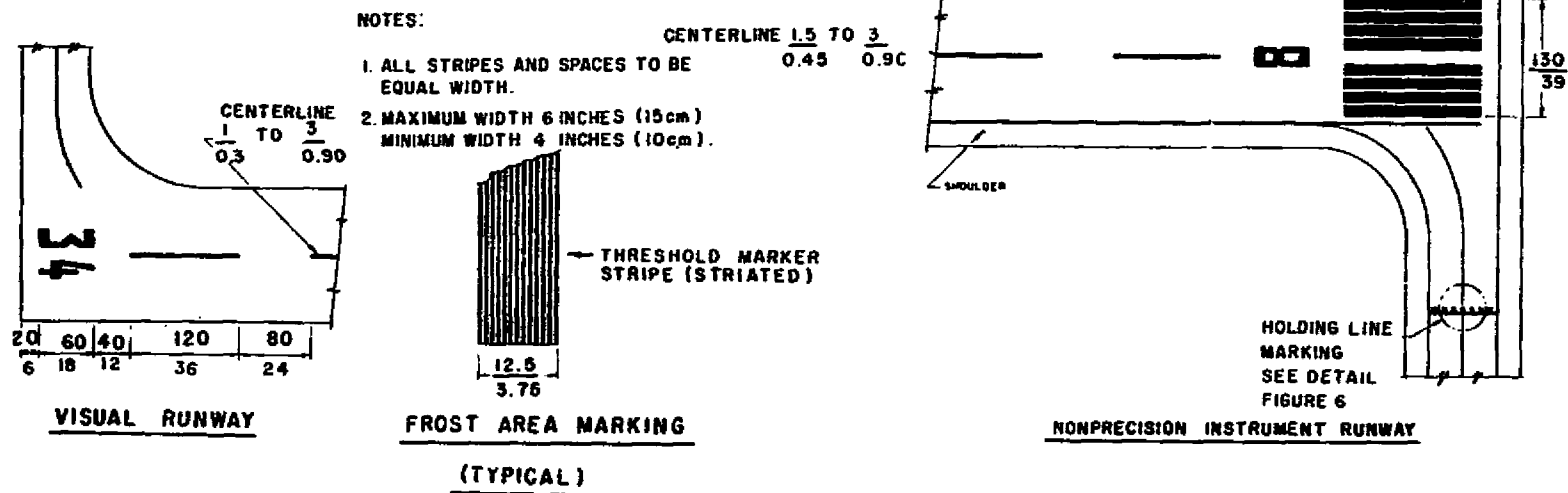 NOTES:
1. ALL STRIPES AND SPACES TO BE
EQUAL WIDTH.
2. MAXIMUM WIDTH 6 INCHES (15cm)
MINIMUM WIDTH 4 INCHES (10cm).
CENTERLINE
1 TO 3
0.3 0.90
20 60 40 120 80
6 18 12 36 24
VISUAL RUNWAY
THRESHOLD MARKER
STRIPE (STRIATED)
12.5
3.75
FROST AREA MARKING
(TYPICAL)
CENTERLINE 1.5 TO 3
0.45 0.90
130
39
SHOULDER
HOLDING LINE
MARKING
SEE DETAIL
FIGURE 6
NONPRECISION INSTRUMENT RUNWAY